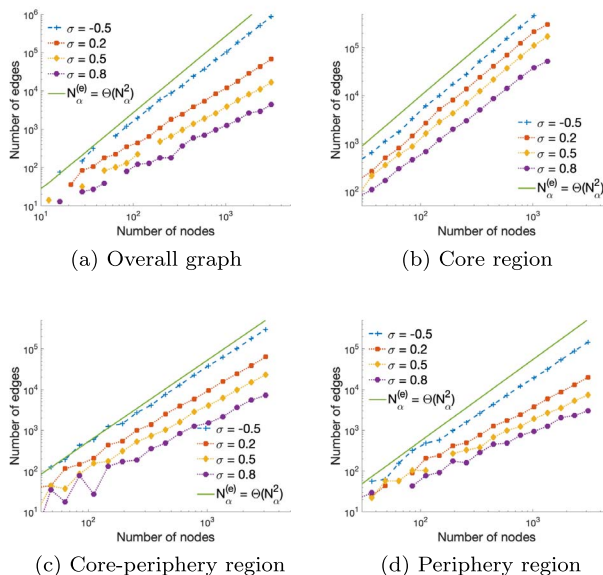 10^6
10^5
10^4
10^3
10^2
10^1
Number of edges
σ = -0.5
σ = 0.2
σ = 0.5
σ = 0.8
N_α^(e) = Θ(N_α^2)
10^1
10^2
10^3
Number of nodes
(a) Overall graph
10^5
10^4
10^3
10^2
Number of edges
σ = -0.5
σ = 0.2
σ = 0.5
σ = 0.8
N_α^(e) = Θ(N_α^2)
10^2
10^3
Number of nodes
(b) Core region
10^5
10^4
10^3
10^2
10^1
Number of edges
σ = -0.5
σ = 0.2
σ = 0.5
σ = 0.8
N_α^(e) = Θ(N_α^2)
10^2
10^3
Number of nodes
(c) Core-periphery region
10^5
10^4
10^3
10^2
10^1
Number of edges
σ = -0.5
σ = 0.2
σ = 0.5
σ = 0.8
N_α^(e) = Θ(N_α^2)
10^2
10^3
Number of nodes
(d) Periphery region